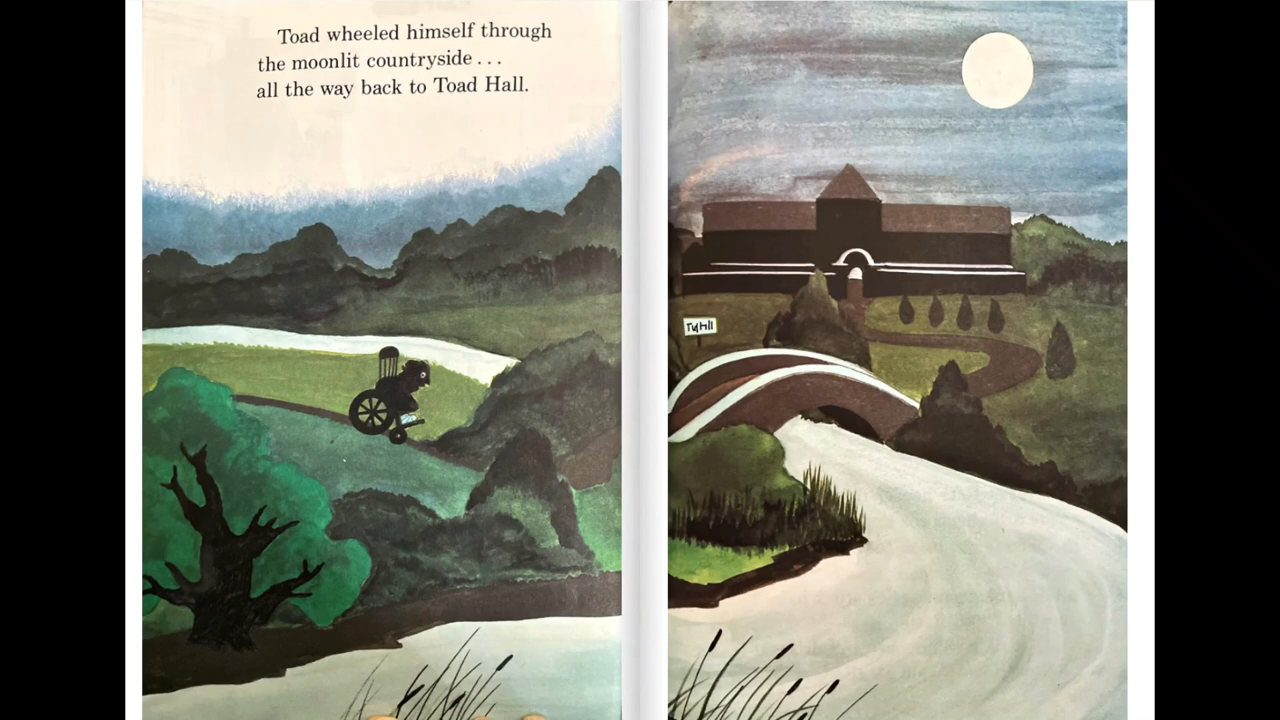 Toad wheeled himself through
the moonlit countryside...
all the way back to Toad Hall.